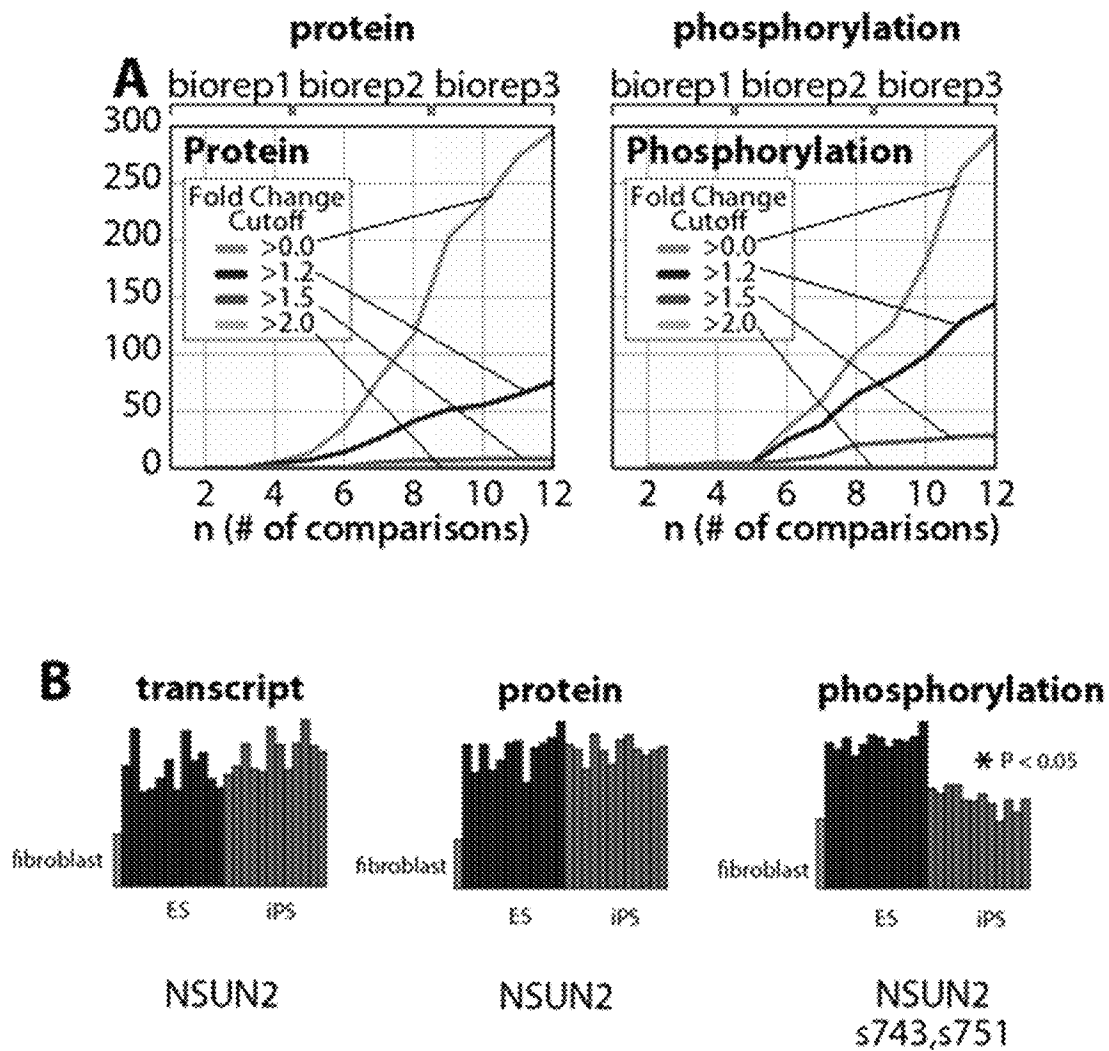 protein phosphorylation
A
biorep1 biorep2 biorep3 biorep1 biorep2 biorep3
300
250
200
150
100
50
0
Protein
Fold Change
Cutoff
>0.0
>1.2
>1.5
>2.0
2 4 6 8 10 12
n (# of comparisons)
Phosphorylation
Fold Change
Cutoff
>0.0
>1.2
>1.5
>2.0
2 4 6 8 10 12
n (# of comparisons)
B
transcript
fibroblast
ES iPS
NSUN2
protein
fibroblast
ES iPS
NSUN2
phosphorylation
* P < 0.05
fibroblast
ES iPS
NSUN2
s743,s751